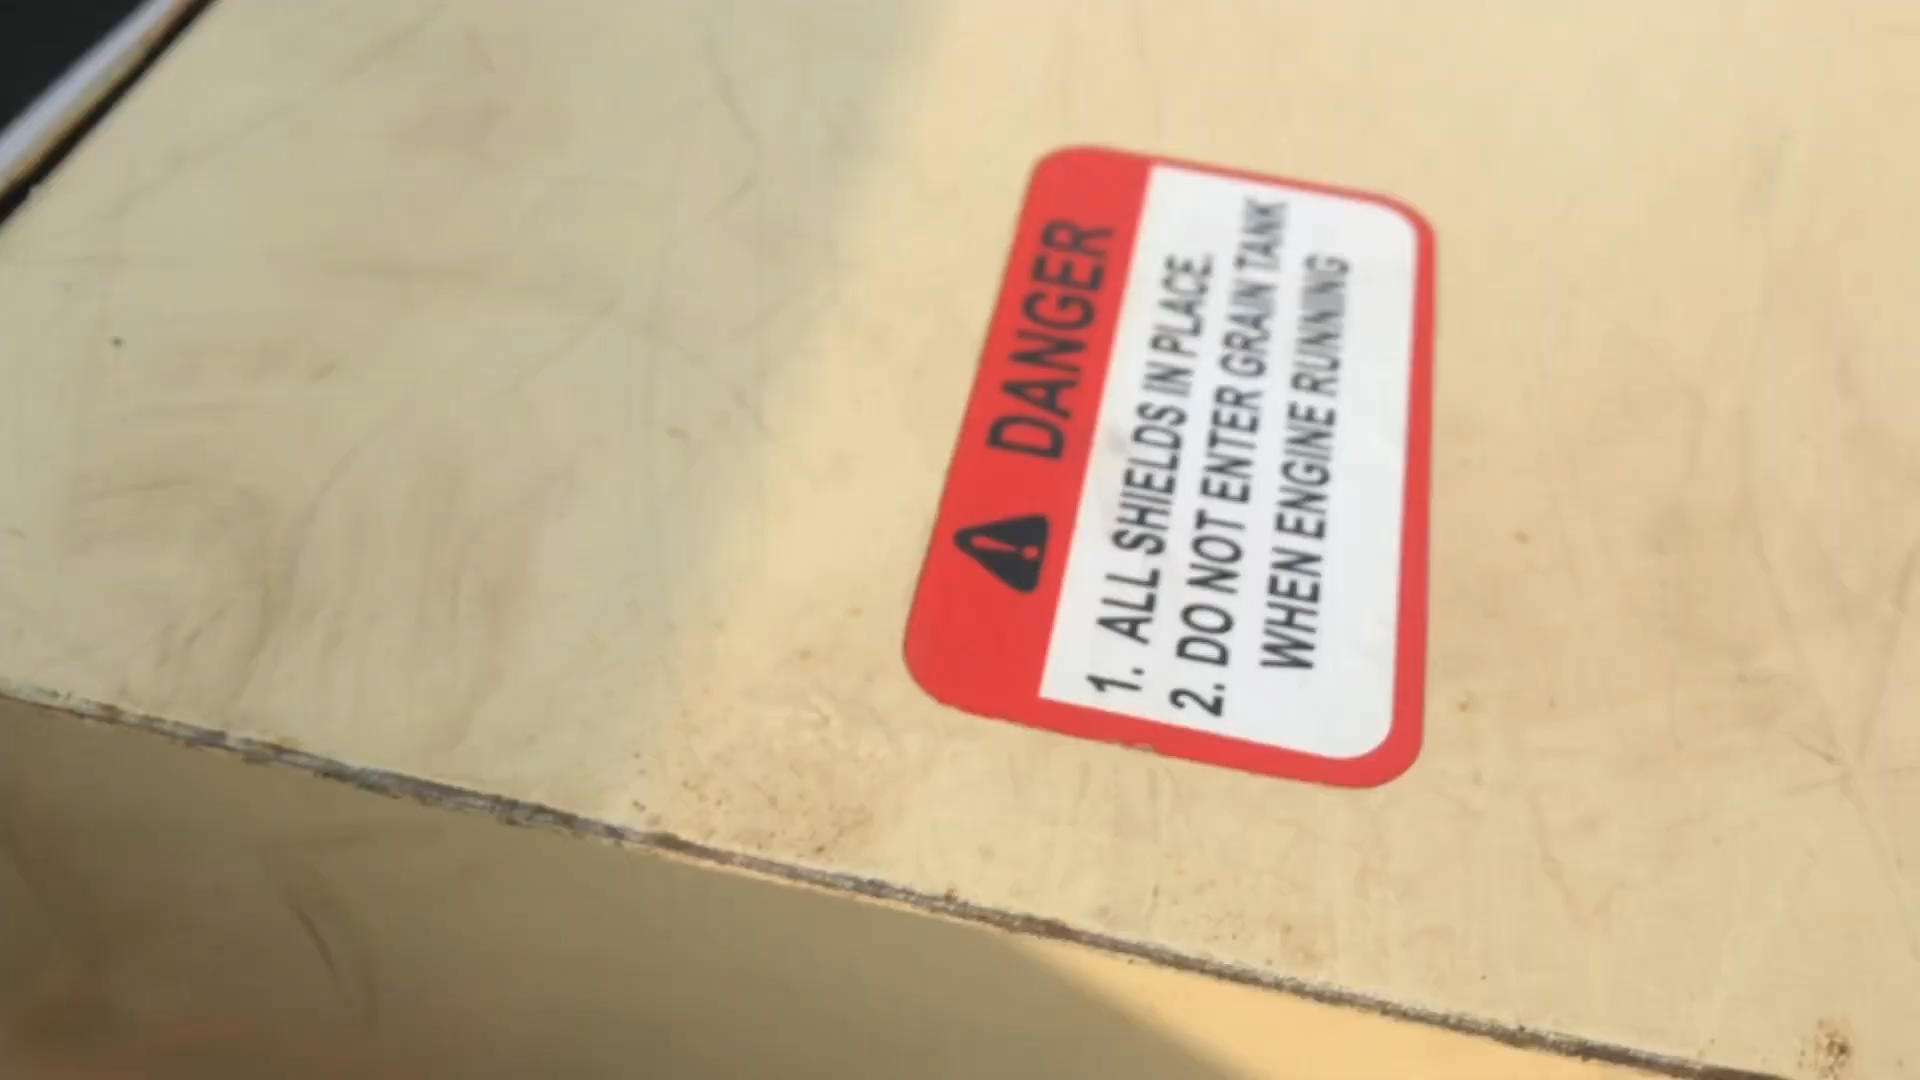 DANGER
1. ALL SHIELDS IN PLACE.
2. DO NOT ENTER GRAIN TANK
WHEN ENGINE RUNNING